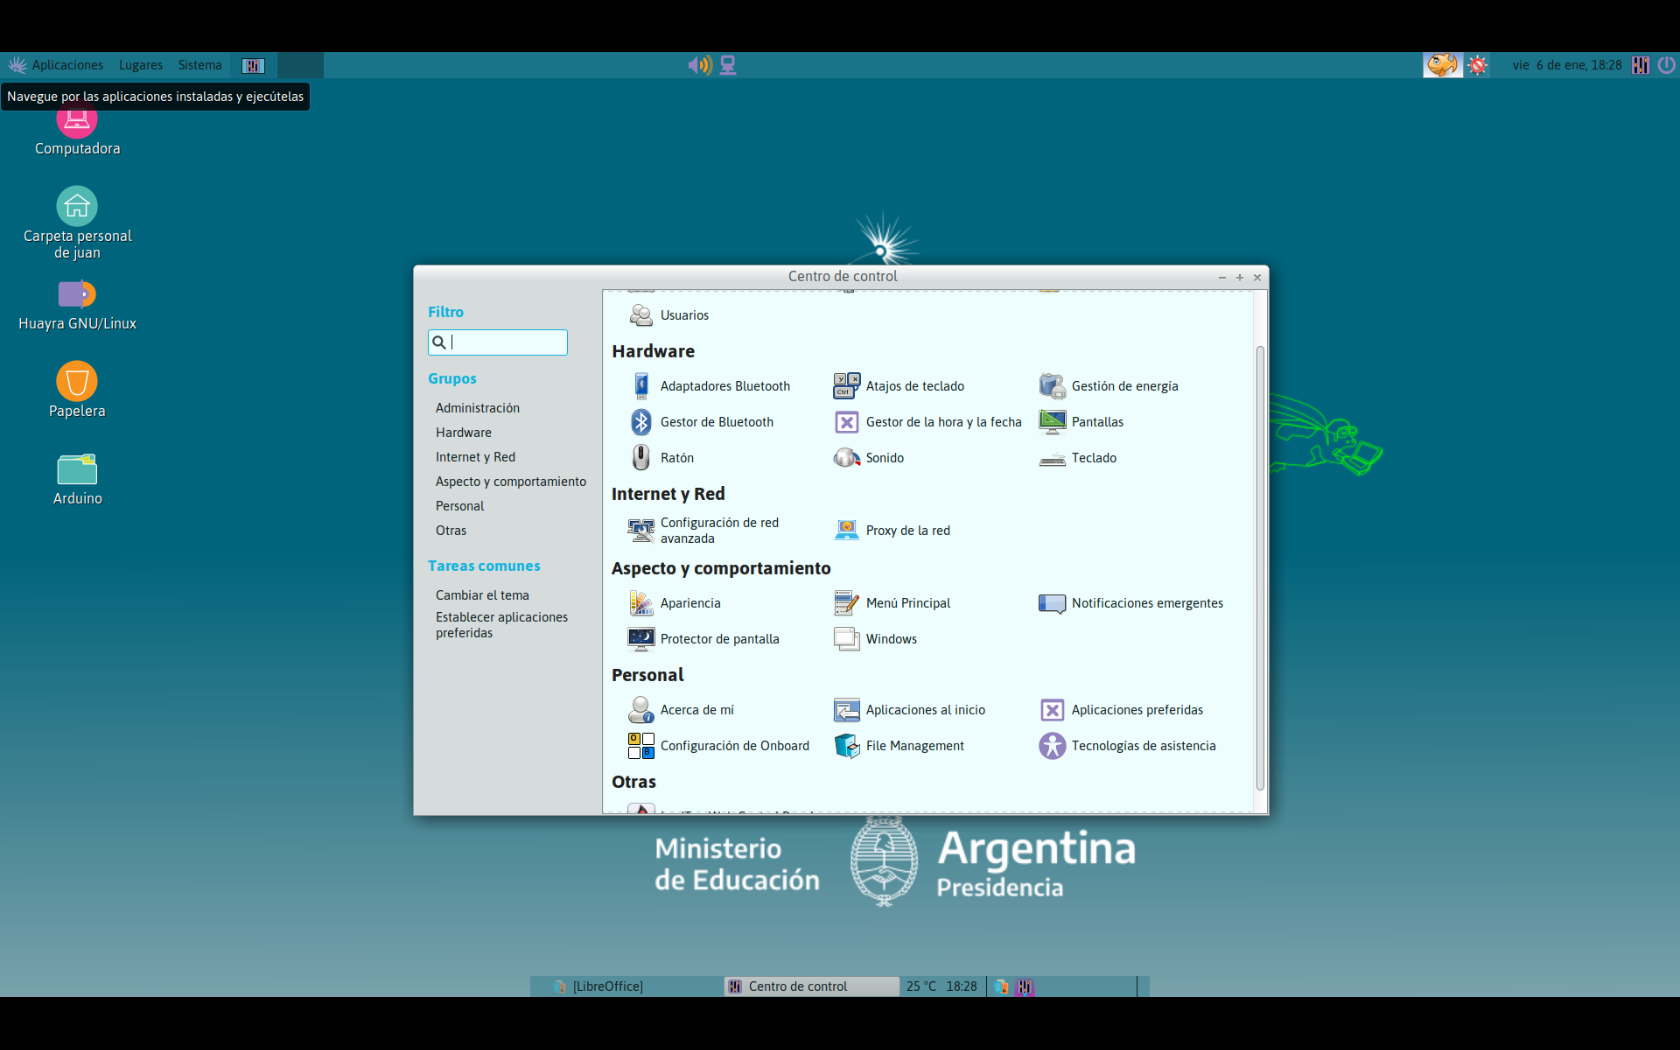 Aplicaciones Lugares Sistema
vie 6 de ene, 18:28
Navegue por las aplicaciones instaladas y ejecútelas
Computadora
Carpeta personal
de juan
Huayra GNU/Linux
Papelera
Arduino
Centro de control
Filtro
Grupos
Administración
Hardware
Internet y Red
Aspecto y comportamiento
Personal
Otras
Tareas comunes
Cambiar el tema
Establecer aplicaciones
preferidas
Usuarios
Hardware
Adaptadores Bluetooth Atajos de teclado Gestión de energía
Gestor de Bluetooth Gestor de la hora y la fecha Pantallas
Ratón Sonido Teclado
Internet y Red
Configuración de red
avanzada
Proxy de la red
Aspecto y comportamiento
Apariencia Menú Principal Notificaciones emergentes
Protector de pantalla Windows
Personal
Acerca de mí Aplicaciones al inicio Aplicaciones preferidas
Configuración de Onboard File Management Tecnologías de asistencia
Otras
Ministerio
de Educación
Argentina
Presidencia
[LibreOffice] Centro de control 25 °C 18:28